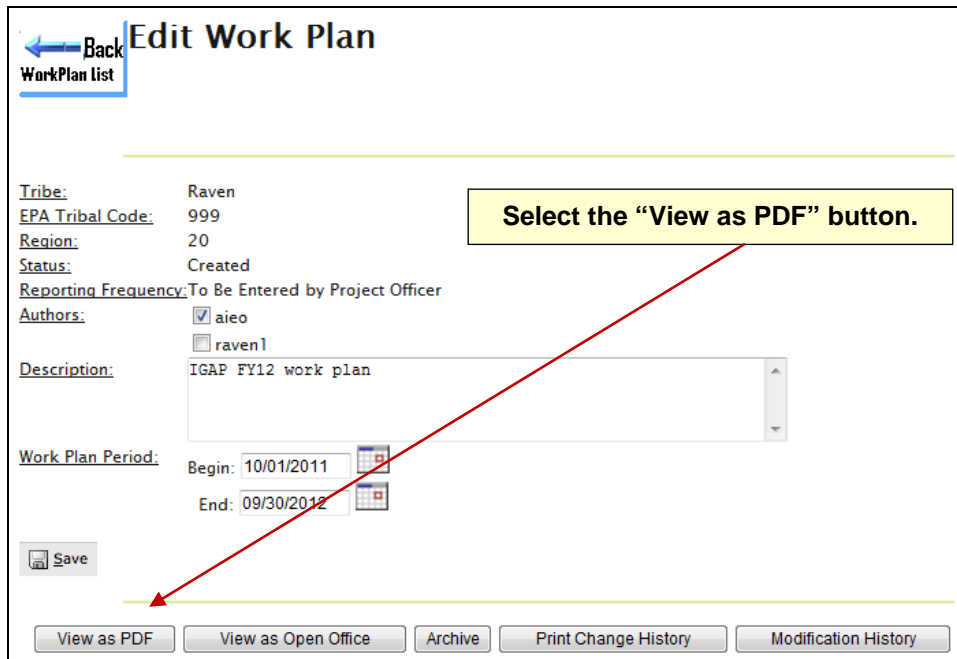 Back
WorkPlan List
Edit Work Plan
Tribe: Raven
EPA Tribal Code: 999
Region: 20
Status: Created
Reporting Frequency: To Be Entered by Project Officer
Authors: aieo
raven1
Description: IGAP FY12 work plan
Work Plan Period: Begin: 10/01/2011
End: 09/30/2012
Select the “View as PDF” button.
Save
View as PDF View as Open Office Archive Print Change History Modification History